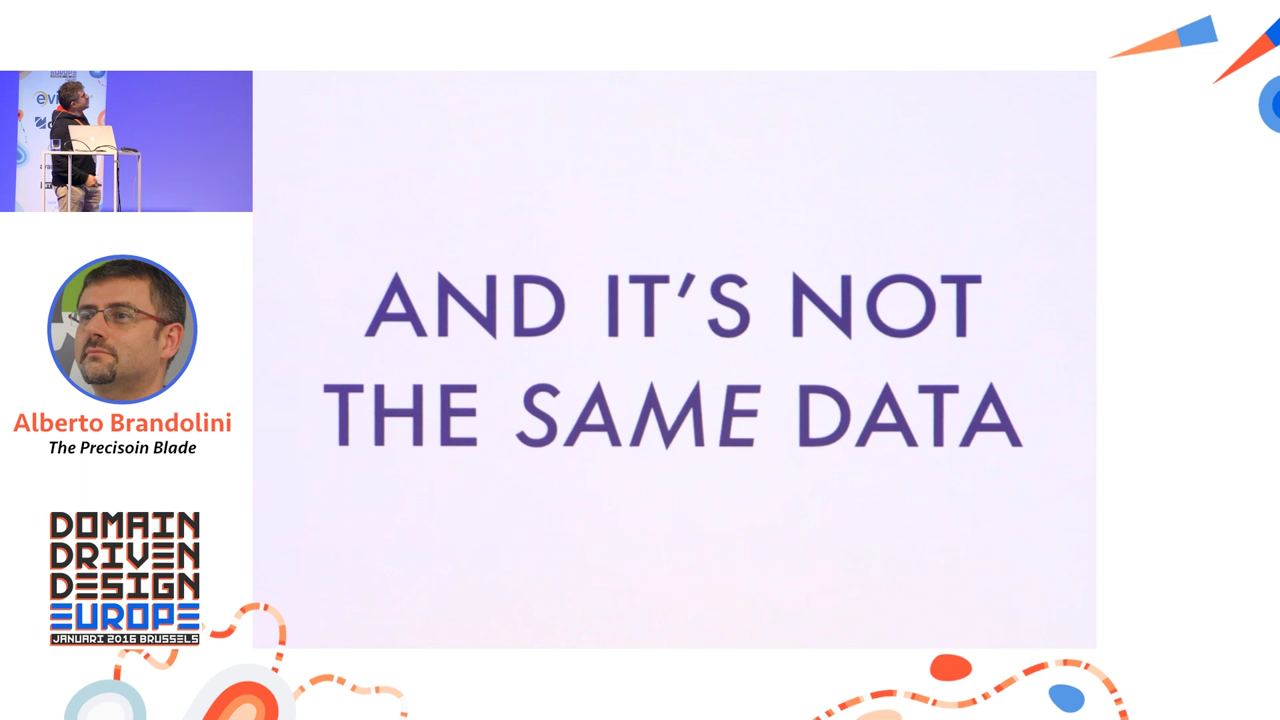 AND IT'S NOT
THE SAME DATA
Alberto Brandolini
The Precisoin Blade
DOMAIN
DRIVEN
DESIGN
EUROPE
JANUARI 2016 BRUSSELS